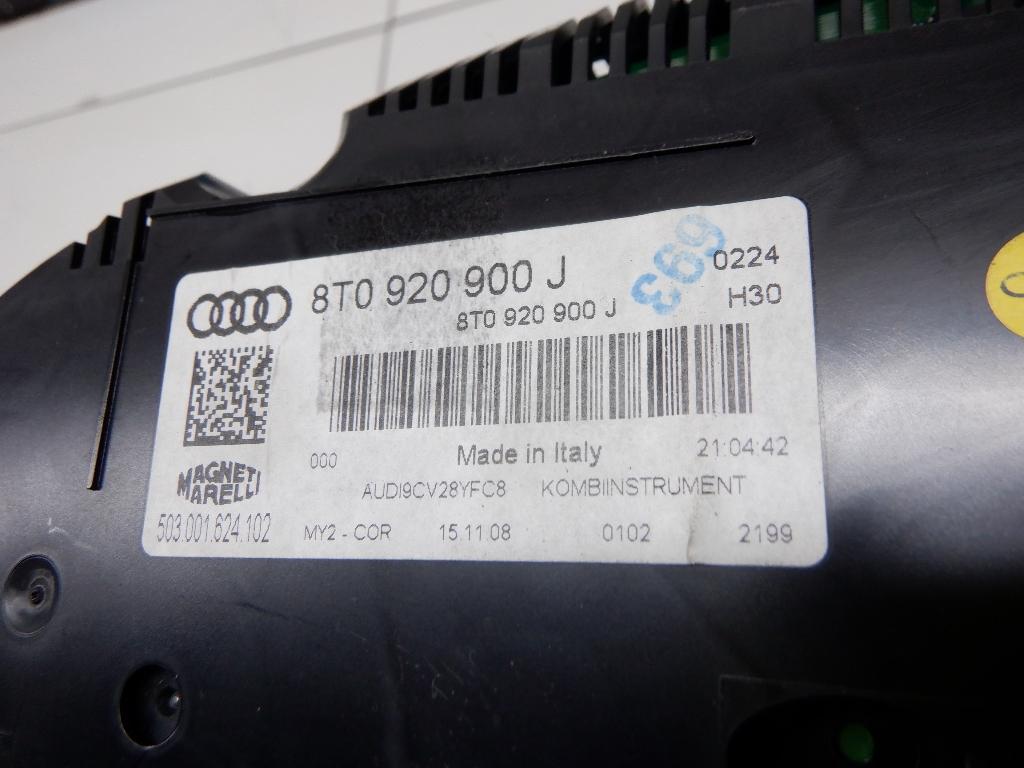 8T0 920 900 J
8T0 920 900 J
693
0224
H30
000
Made in Italy
21:04:42
MAGNETI
MARELLI
AUDI9CV28YFC8 KOMBIINSTRUMENT
503.001.624.102
MY2 - COR 15.11.08 0102 2199